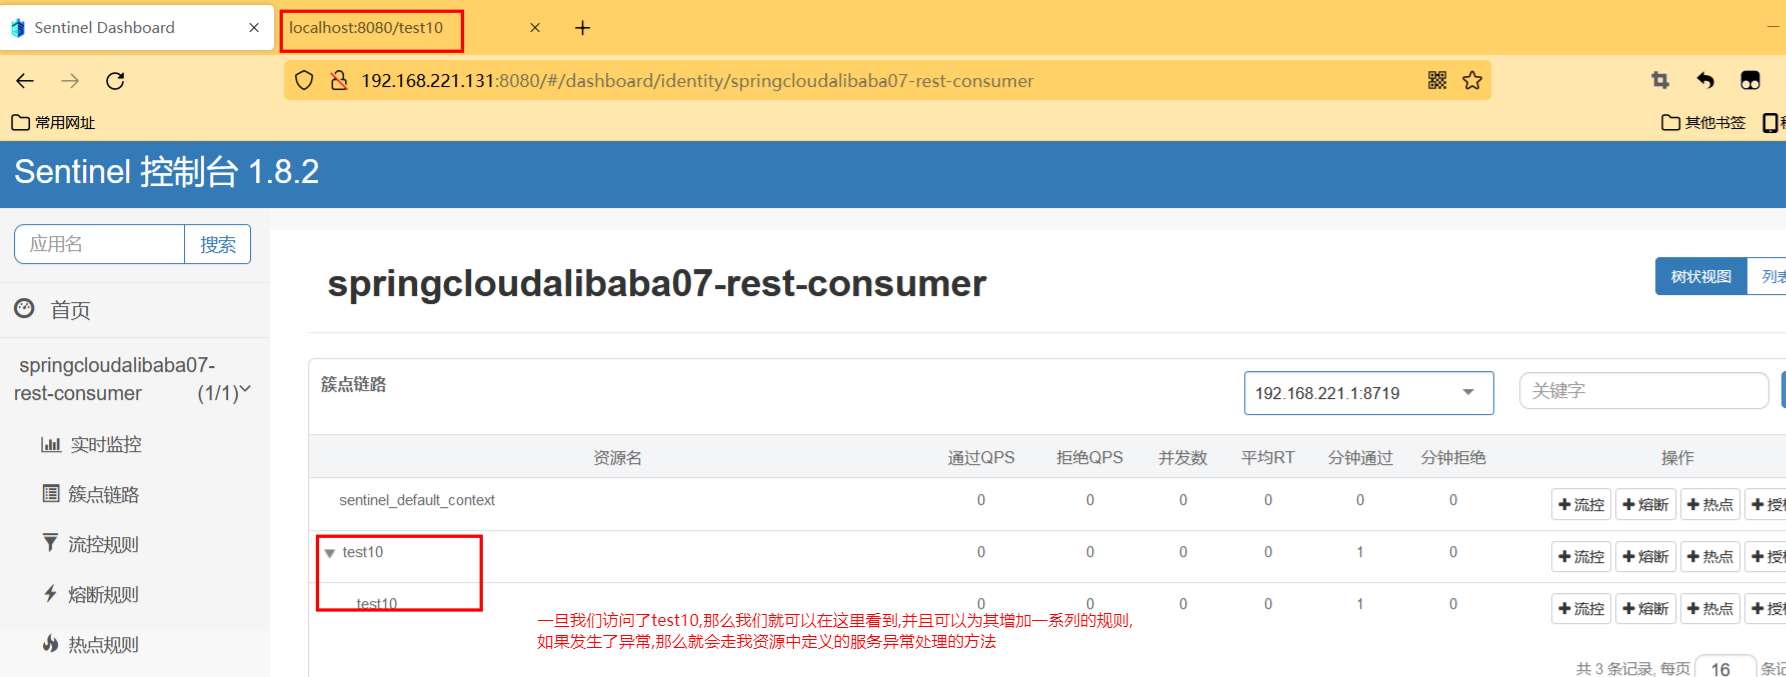 Sentinel Dashboard
localhost:8080/test10
192.168.221.131:8080/#/dashboard/identity/springcloudalibaba07-rest-consumer
常用网址
其他书签
Sentinel 控制台 1.8.2
应用名
搜索
首页
springcloudalibaba07-
rest-consumer (1/1)
实时监控
簇点链路
流控规则
熔断规则
热点规则
springcloudalibaba07-rest-consumer
树状视图
簇点链路
192.168.221.1:8719
关键字
资源名 通过QPS 拒绝QPS 并发数 平均RT 分钟通过 分钟拒绝 操作
sentinel_default_context 0 0 0 0 0 0 流控 熔断 热点
test10 0 0 0 0 1 0 流控 熔断 热点
test10 0 0 0 0 1 0 流控 熔断 热点
一旦我们访问了test10,那么我们就可以在这里看到,并且可以为其增加一系列的规则,
如果发生了异常,那么就会走我资源中定义的服务异常处理的方法
共 3 条记录, 每页 16 条记